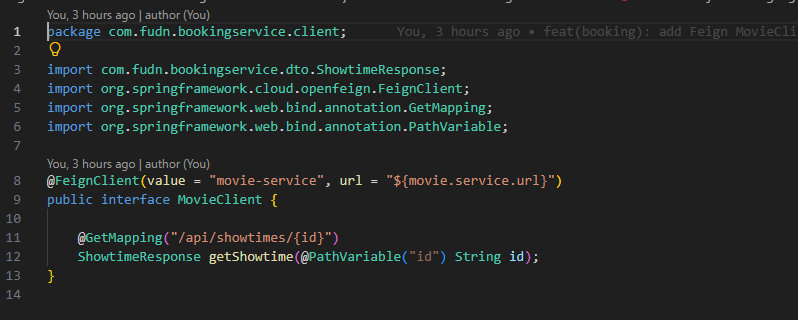 You, 3 hours ago | author (You)
1 package com.fudn.bookingservice.client; You, 3 hours ago • feat(booking): add Feign MovieCli
2
3 import com.fudn.bookingservice.dto.ShowtimeResponse;
4 import org.springframework.cloud.openfeign.FeignClient;
5 import org.springframework.web.bind.annotation.GetMapping;
6 import org.springframework.web.bind.annotation.PathVariable;
7
You, 3 hours ago | author (You)
8 @FeignClient(value = "movie-service", url = "${movie.service.url}")
9 public interface MovieClient {
10
11 @GetMapping("/api/showtimes/{id}")
12 ShowtimeResponse getShowtime(@PathVariable("id") String id);
13 }
14